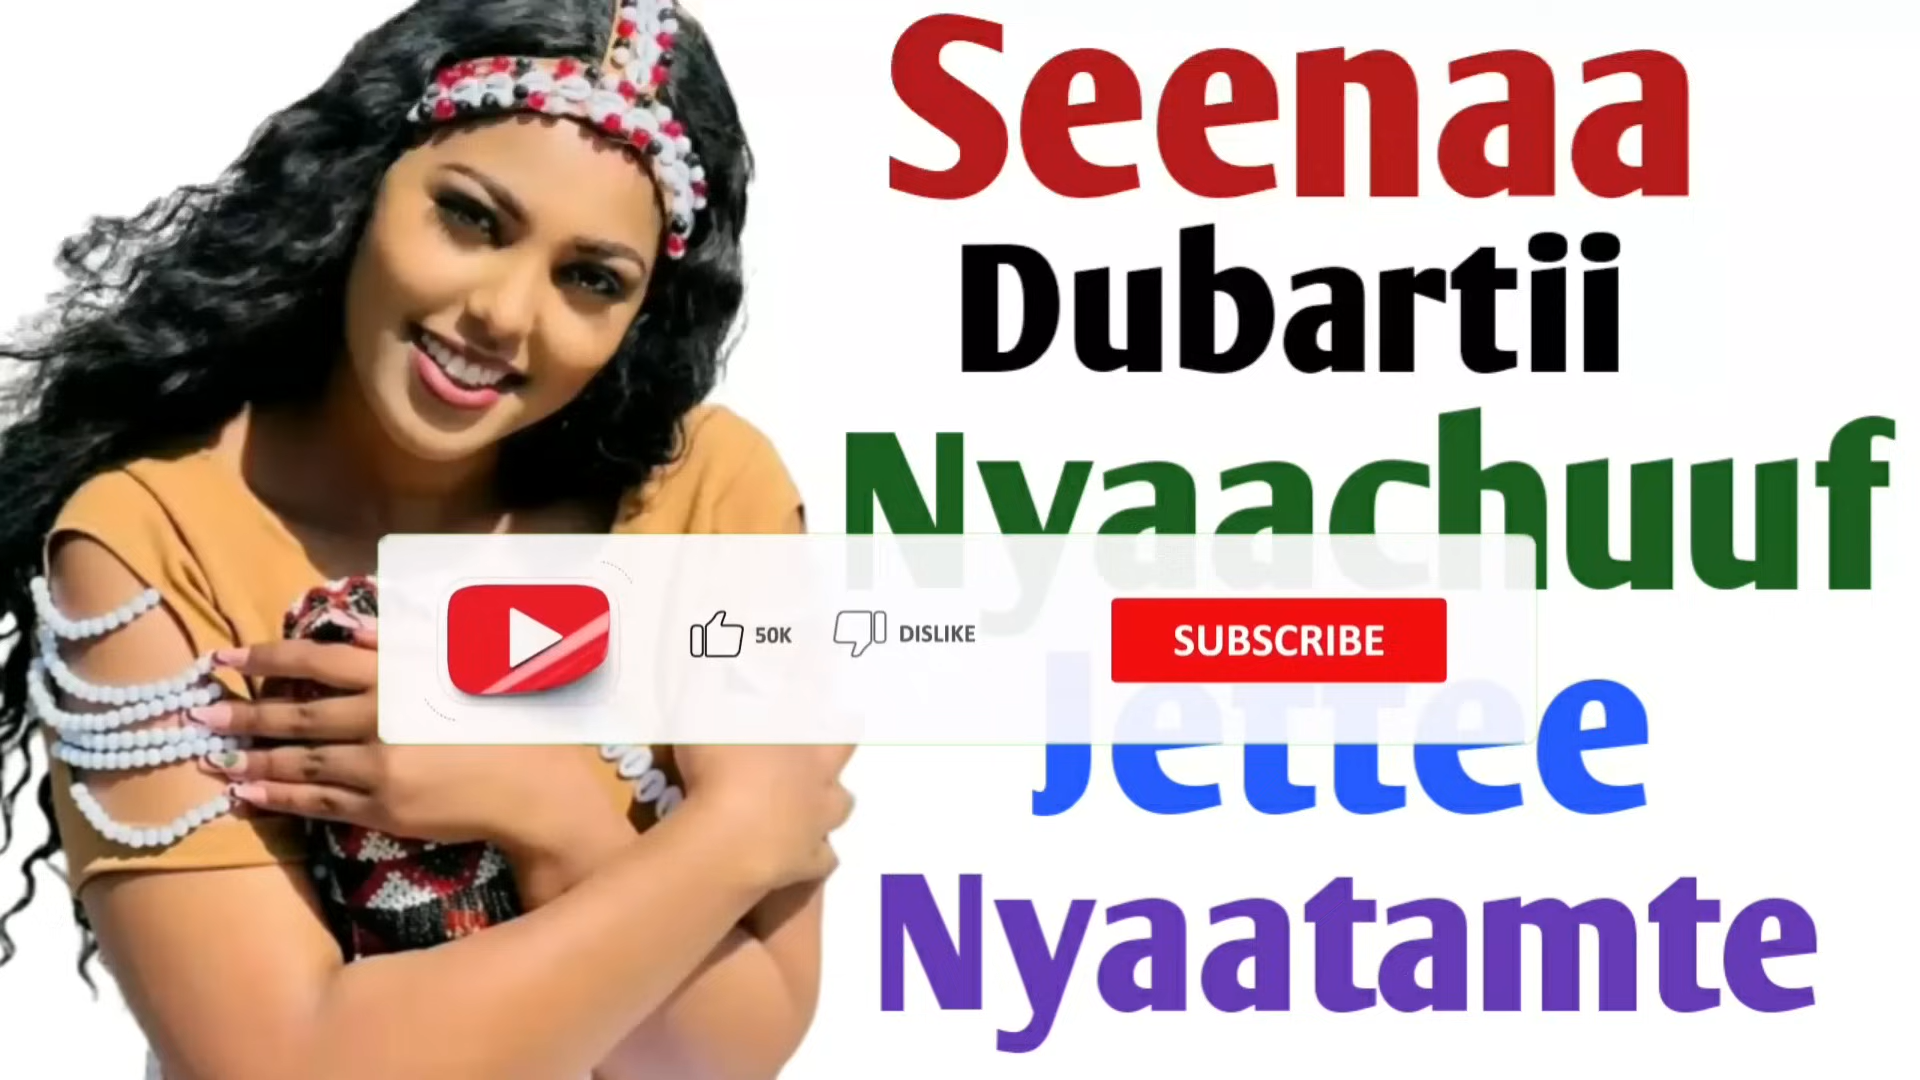 Seenaa
Dubartii
Nyaachuuf
50K DISLIKE SUBSCRIBE
Jettee
Nyaatamte